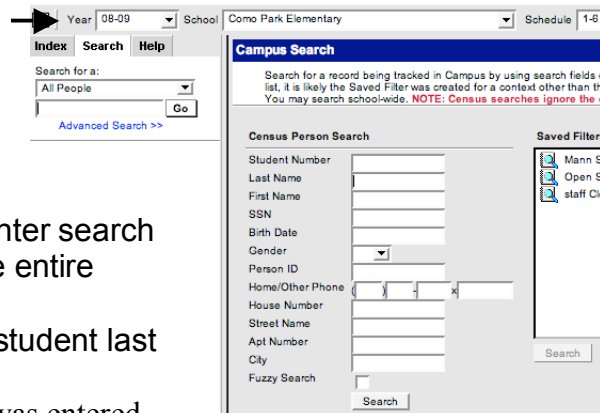 Year 08-09 School Como Park Elementary Schedule 1-6
Index Search Help
Search for a:
All People
Go
Advanced Search >>
Campus Search
Search for a record being tracked in Campus by using search fields
list, it is likely the Saved Filter was created for a context other than
You may search school-wide. NOTE: Census searches ignore the
Census Person Search
Student Number
Last Name
First Name
SSN
Birth Date
Gender
Person ID
Home/Other Phone ( ) - x
House Number
Street Name
Apt Number
City
Fuzzy Search
Search
Saved Filter
Mann
Open
staff
Search
nter search
e entire
student last
was entered